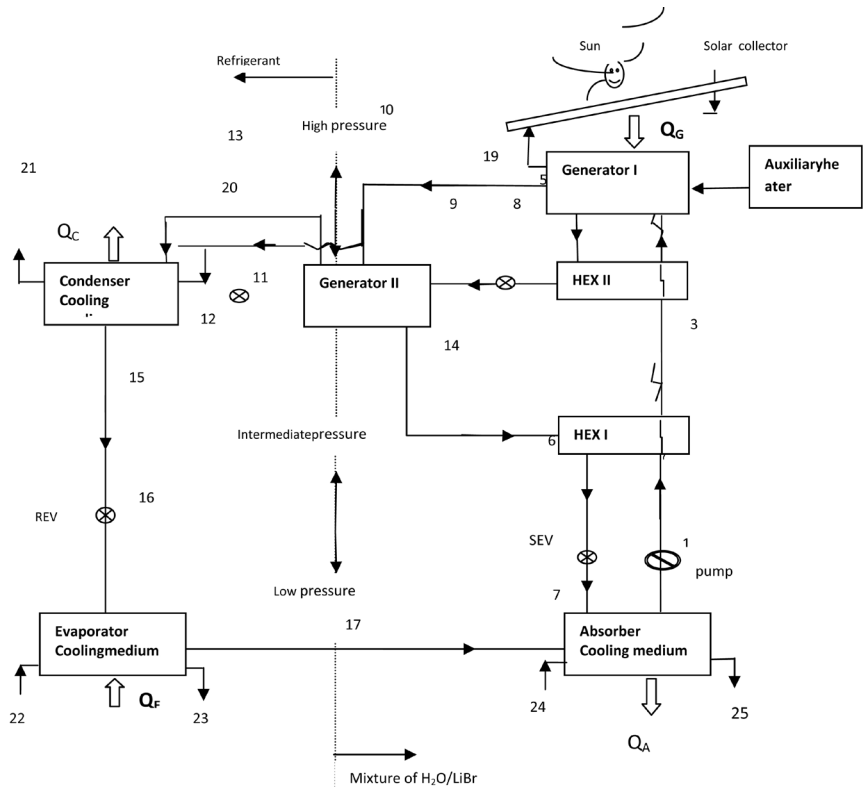 Sun
Solar collector
Refrigerant
10
High pressure
QG
13
19
5
Generator I
Auxiliaryhe
ater
21
20
9
8
QC
Condenser
Cooling
11
Generator II
HEX II
12
14
3
15
Intermediatepressure
6
HEX I
16
REV
SEV
1
pump
Low pressure
7
17
Evaporator
Coolingmedium
Absorber
Cooling medium
22
QE
23
24
25
QA
Mixture of H2O/LiBr